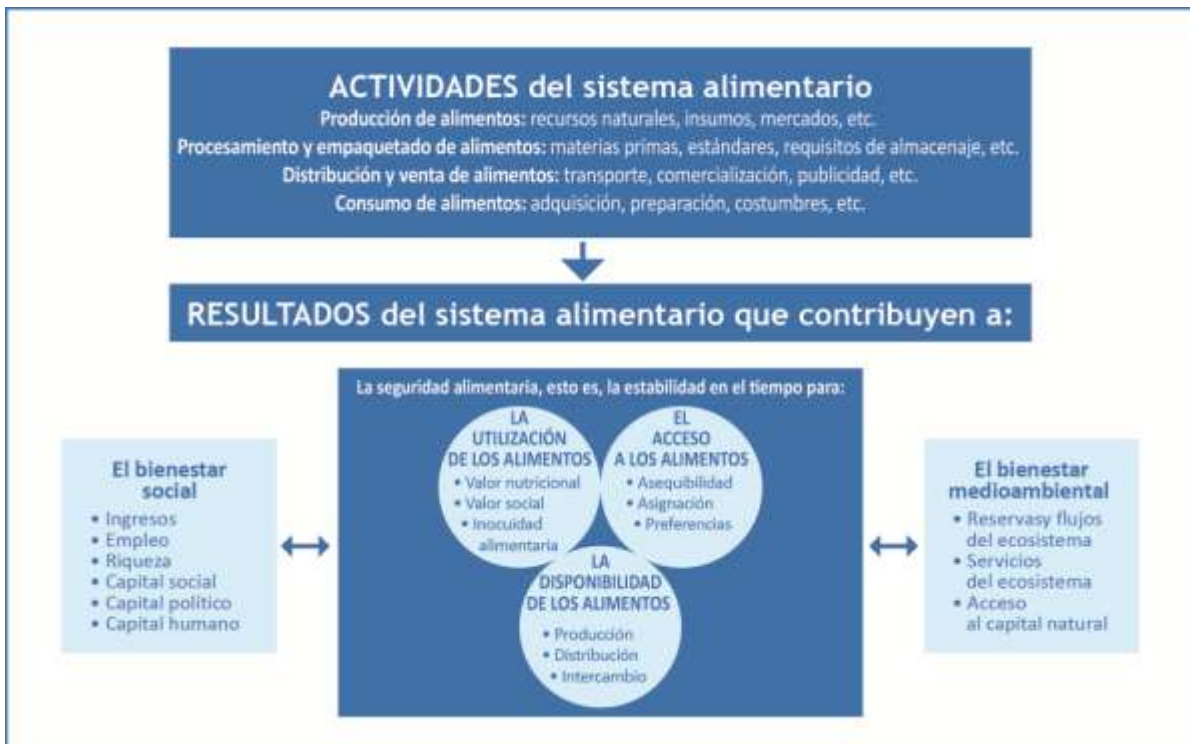 ACTIVIDADES del sistema alimentario
Producción de alimentos: recursos naturales, insumos, mercados, etc.
Procesamiento y empaquetado de alimentos: materias primas, estándares, requisitos de almacenaje, etc.
Distribución y venta de alimentos: transporte, comercialización, publicidad, etc.
Consumo de alimentos: adquisición, preparación, costumbres, etc.
RESULTADOS del sistema alimentario que contribuyen a:
El bienestar
social
• Ingresos
• Empleo
• Riqueza
• Capital social
• Capital político
• Capital humano
La seguridad alimentaria, esto es, la estabilidad en el tiempo para:
LA
UTILIZACIÓN
DE LOS ALIMENTOS
• Valor nutricional
• Valor social
• Inocuidad
alimentaria
EL
ACCESO
A LOS ALIMENTOS
• Asequibilidad
• Asignación
• Preferencias
LA
DISPONIBILIDAD
DE LOS ALIMENTOS
• Producción
• Distribución
• Intercambio
El bienestar
medioambiental
• Reservasy flujos
del ecosistema
• Servicios
del ecosistema
• Acceso
al capital natural